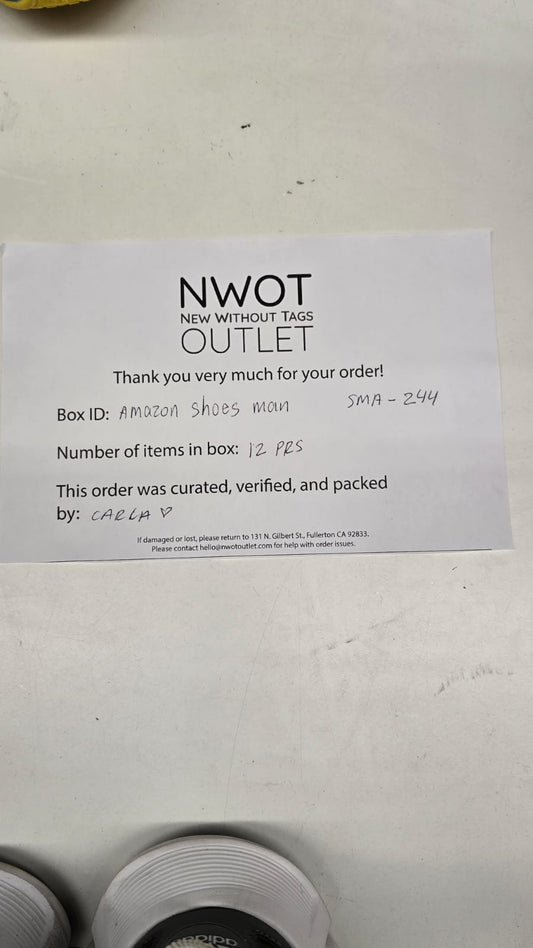 NWOT
NEW WITHOUT TAGS
OUTLET
Thank you very much for your order!
Box ID: Amazon Shoes man SMA - 244
Number of items in box: 12 PRS
This order was curated, verified, and packed
by: CARLA ♡
If damaged or lost, please return to 131 N. Gilbert St., Fullerton CA 92833.
Please contact hello@nwotoutlet.com for help with order issues.